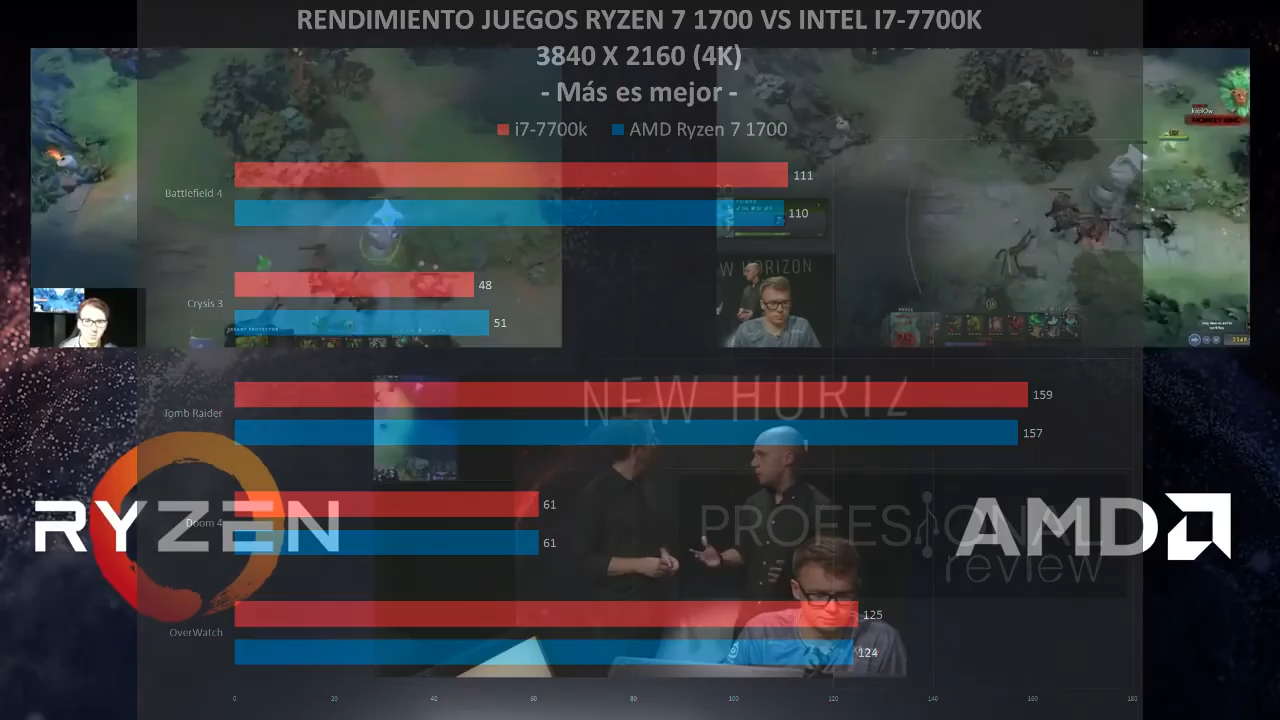 RENDIMIENTO JUEGOS RYZEN 7 1700 VS INTEL I7-7700K
3840 X 2160 (4K)
- Más es mejor -
i7-7700k AMD Ryzen 7 1700
Battlefield 4
111
110
W HORIZON
Crysis 3
48
51
Tomb Raider
159
157
NEW HORIZ
Doom 4
61
61
RYZEN
PROFESIONAL
review
AMD
OverWatch
125
124
0 20 40 60 80 100 120 140 160 180